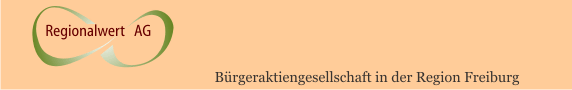 Regionalwert AG
Bürgeraktiengesellschaft in der Region Freiburg